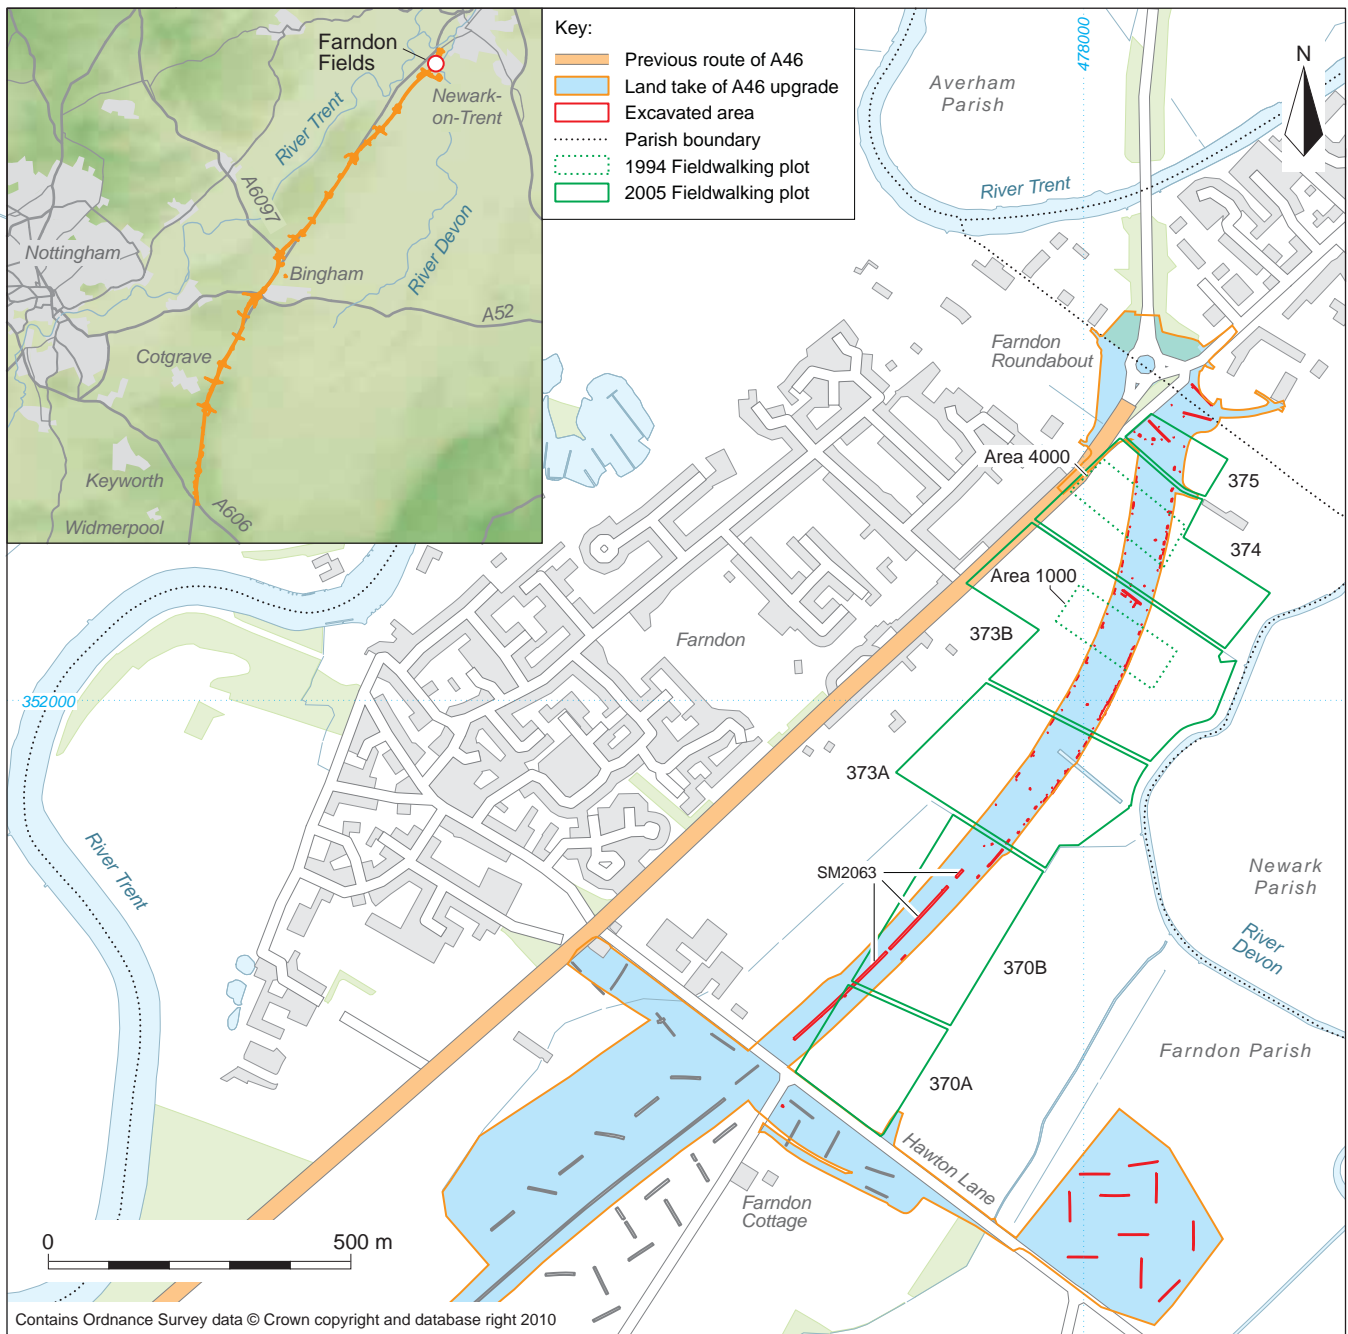 Farndon
Fields
Newark-
on-Trent
River Trent
A6097
River Devon
Nottingham
Bingham
A52
Cotgrave
Keyworth
A606
Widmerpool
Key:
Previous route of A46
Land take of A46 upgrade
Excavated area
Parish boundary
1994 Fieldwalking plot
2005 Fieldwalking plot
478000
N
Averham
Parish
River Trent
Farndon
Roundabout
Area 4000
375
374
Area 1000
373B
Farndon
352000
373A
River Trent
SM2063
Newark
Parish
River
Devon
370B
Farndon Parish
370A
Hawton Lane
Farndon
Cottage
0
500 m
Contains Ordnance Survey data © Crown copyright and database right 2010